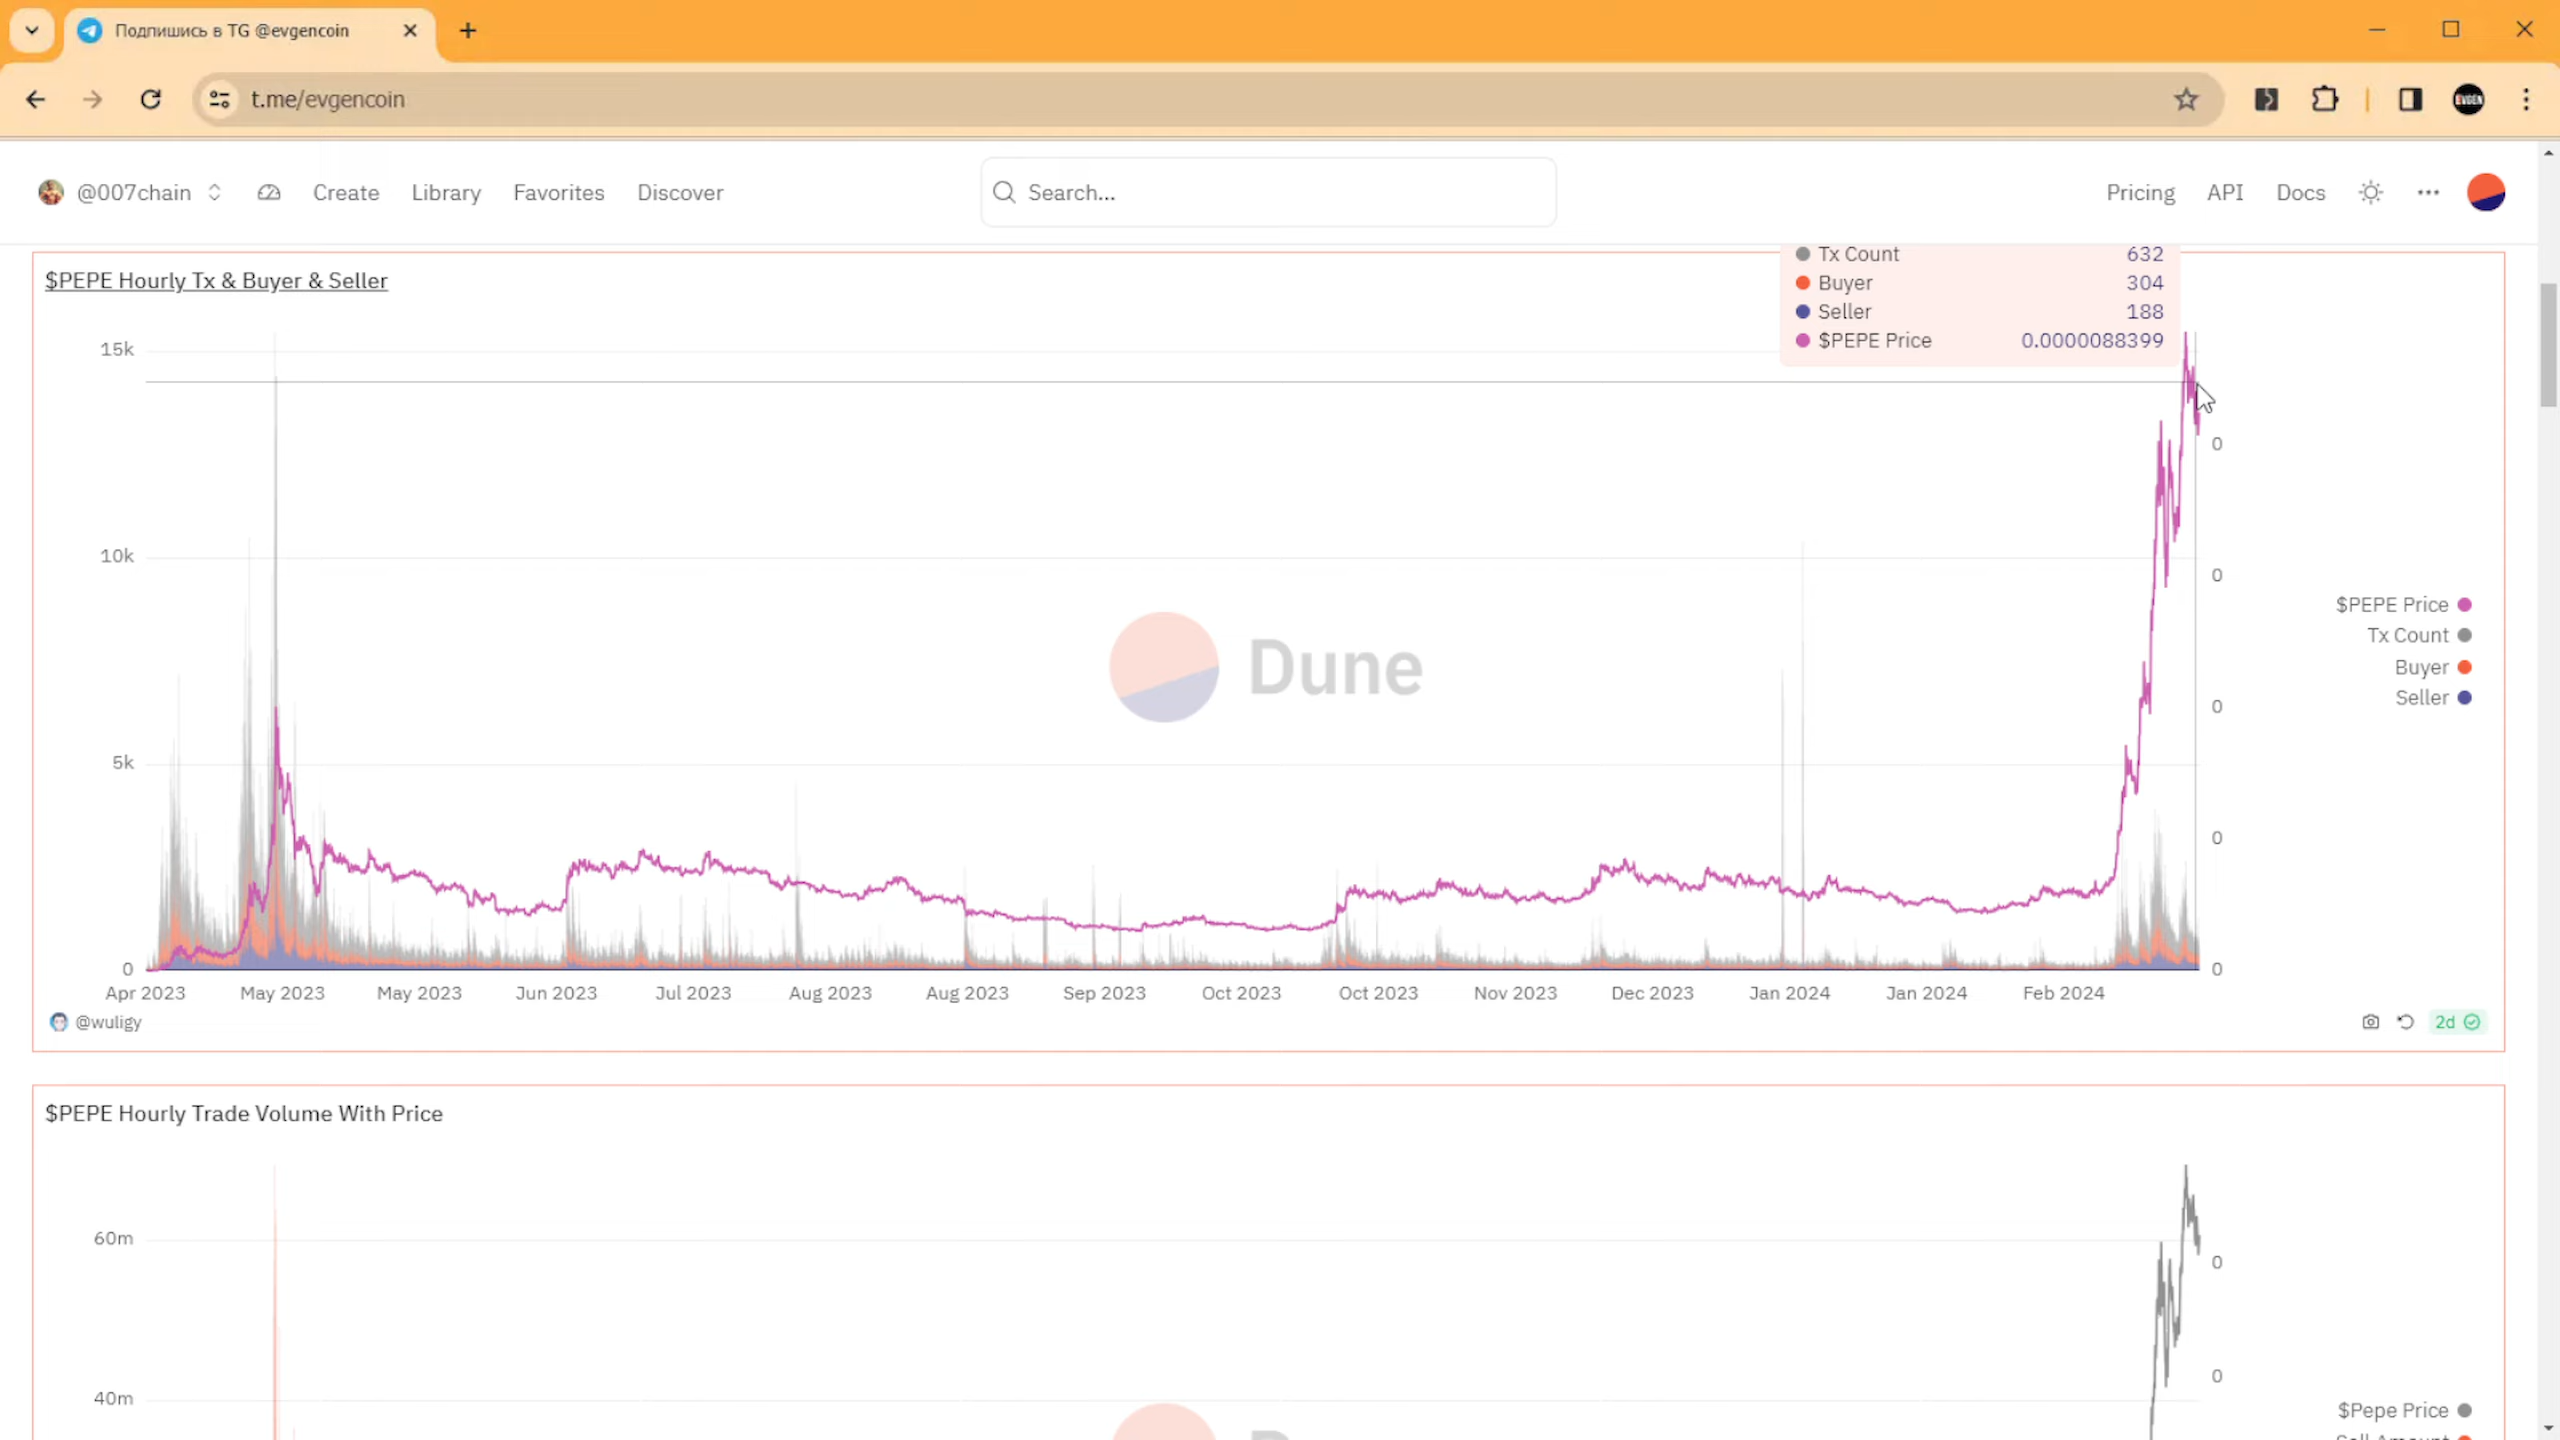 Подпишись в TG @evgencoin
t.me/evgencoin
EVGEN
@007chain
Create
Library
Favorites
Discover
Search...
Pricing
API
Docs
$PEPE Hourly Tx & Buyer & Seller
Tx Count 632
Buyer 304
Seller 188
$PEPE Price 0.0000088399
15k
10k
5k
0
0
0
0
0
0
Dune
$PEPE Price
Tx Count
Buyer
Seller
Apr 2023 May 2023 May 2023 Jun 2023 Jul 2023 Aug 2023 Aug 2023 Sep 2023 Oct 2023 Oct 2023 Nov 2023 Dec 2023 Jan 2024 Jan 2024 Feb 2024
@wuligy
2d
$PEPE Hourly Trade Volume With Price
60m
40m
0
0
$Pepe Price
Sell Amount